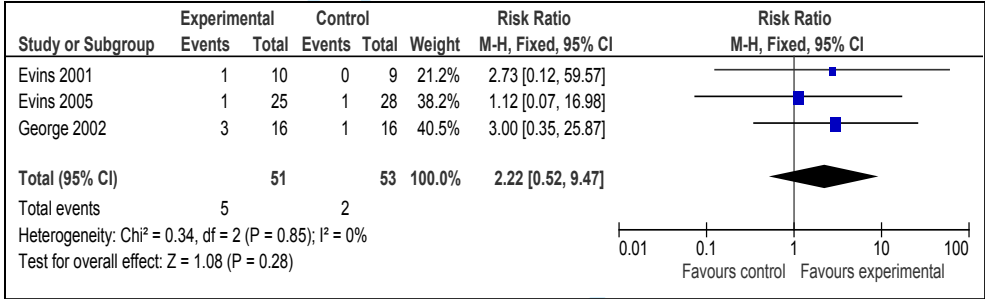 Experimental Control Risk Ratio Risk Ratio
Study or Subgroup Events Total Events Total Weight M-H, Fixed, 95% CI M-H, Fixed, 95% CI
Evins 2001 1 10 0 9 21.2% 2.73 [0.12, 59.57]
Evins 2005 1 25 1 28 38.2% 1.12 [0.07, 16.98]
George 2002 3 16 1 16 40.5% 3.00 [0.35, 25.87]
Total (95% CI) 51 53 100.0% 2.22 [0.52, 9.47]
Total events 5 2
Heterogeneity: Chi² = 0.34, df = 2 (P = 0.85); I² = 0%
Test for overall effect: Z = 1.08 (P = 0.28)
0.01 0.1 1 10 100
Favours control Favours experimental